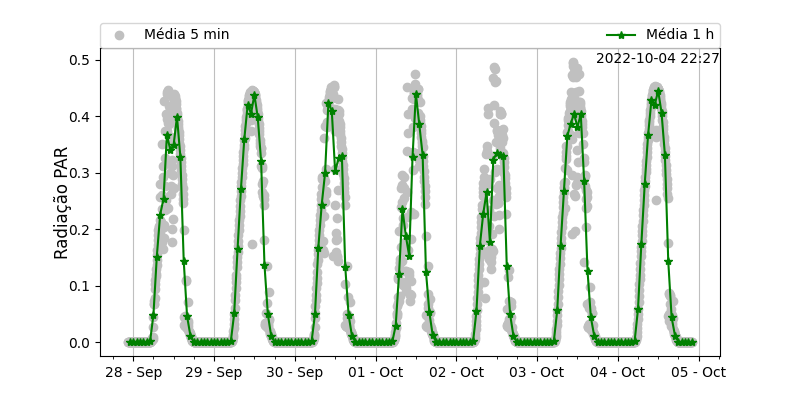 Média 5 min
Média 1 h
2022-10-04 22:27
Radiação PAR
0.5
0.4
0.3
0.2
0.1
0.0
28 - Sep
29 - Sep
30 - Sep
01 - Oct
02 - Oct
03 - Oct
04 - Oct
05 - Oct